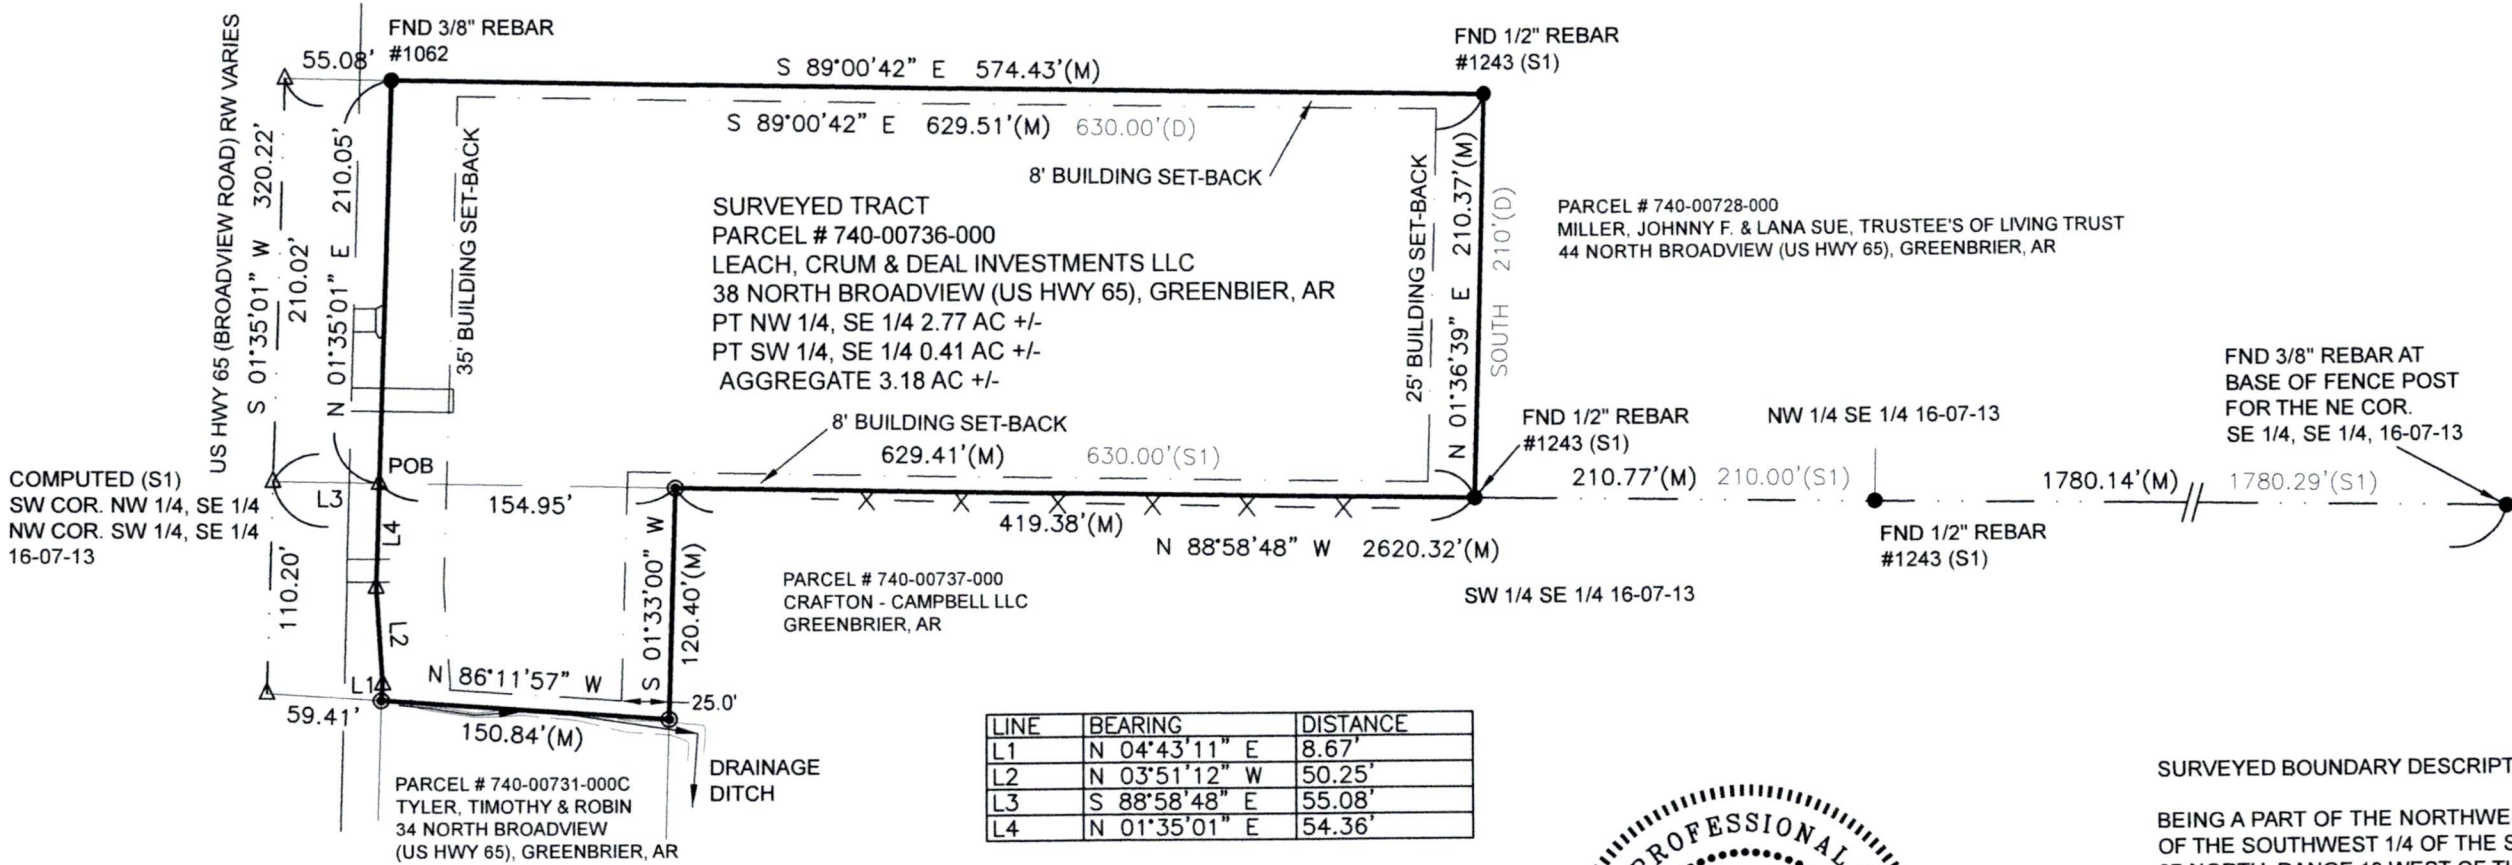 US HWY 65 (BROADVIEW ROAD) RW VARIES
55.08'
FND 3/8" REBAR
#1062
S 89°00'42" E 574.43'(M)
FND 1/2" REBAR
#1243 (S1)
S 01°35'01" W 320.22'
210.02'
N 01°35'01" E 210.05'
35' BUILDING SET-BACK
S 89°00'42" E 629.51'(M) 630.00'(D)
8' BUILDING SET-BACK
SURVEYED TRACT
PARCEL # 740-00736-000
LEACH, CRUM & DEAL INVESTMENTS LLC
38 NORTH BROADVIEW (US HWY 65), GREENBIER, AR
PT NW 1/4, SE 1/4 2.77 AC +/-
PT SW 1/4, SE 1/4 0.41 AC +/-
AGGREGATE 3.18 AC +/-
25' BUILDING SET-BACK
N 01°36'39" E 210.37'(M)
SOUTH 210'(D)
PARCEL # 740-00728-000
MILLER, JOHNNY F. & LANA SUE, TRUSTEE'S OF LIVING TRUST
44 NORTH BROADVIEW (US HWY 65), GREENBRIER, AR
8' BUILDING SET-BACK
629.41'(M) 630.00'(S1)
FND 1/2" REBAR
#1243 (S1)
NW 1/4 SE 1/4 16-07-13
FND 3/8" REBAR AT
BASE OF FENCE POST
FOR THE NE COR.
SE 1/4, SE 1/4, 16-07-13
COMPUTED (S1)
SW COR. NW 1/4, SE 1/4
NW COR. SW 1/4, SE 1/4
16-07-13
POB
L3
154.95'
210.77'(M) 210.00'(S1)
1780.14'(M) 1780.29'(S1)
X X X X X X
419.38'(M)
N 88°58'48" W 2620.32'(M)
FND 1/2" REBAR
#1243 (S1)
L4
110.20'
L2
S 01°33'00" W
120.40'(M)
PARCEL # 740-00737-000
CRAFTON - CAMPBELL LLC
GREENBRIER, AR
SW 1/4 SE 1/4 16-07-13
L1
N 86°11'57" W
25.0'
59.41'
150.84'(M)
DRAINAGE
DITCH
PARCEL # 740-00731-000C
TYLER, TIMOTHY & ROBIN
34 NORTH BROADVIEW
(US HWY 65), GREENBRIER, AR
LINE BEARING DISTANCE
L1 N 04°43'11" E 8.67'
L2 N 03°51'12" W 50.25'
L3 S 88°58'48" E 55.08'
L4 N 01°35'01" E 54.36'
PROFESSIONAL
SURVEYED BOUNDARY DESCRIPT
BEING A PART OF THE NORTHWE
OF THE SOUTHWEST 1/4 OF THE S